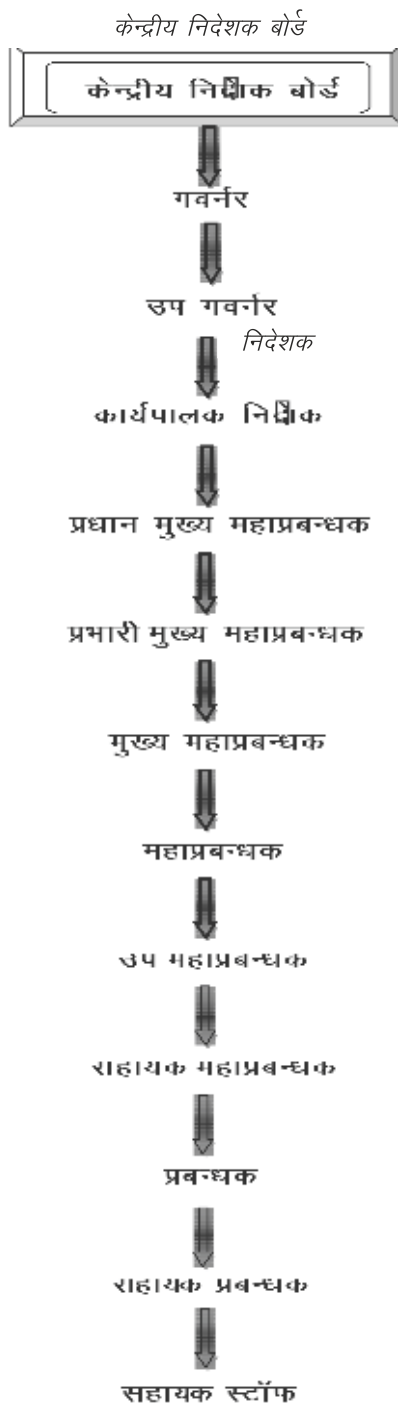 केन्द्रीय निदेशक बोर्ड
केन्द्रीय बोर्ड
गवर्नर
उप गवर्नर
निदेशक
कार्यपालक
प्रधान मुख्य महाप्रबन्धक
प्रभारी मुख्य महाप्रबन्धक
मुख्य महाप्रबन्धक
महाप्रबन्धक
उप महाप्रबन्धक
सहायक महाप्रबन्धक
प्रबन्धक
सहायक प्रबन्धक
सहायक स्टॉफ